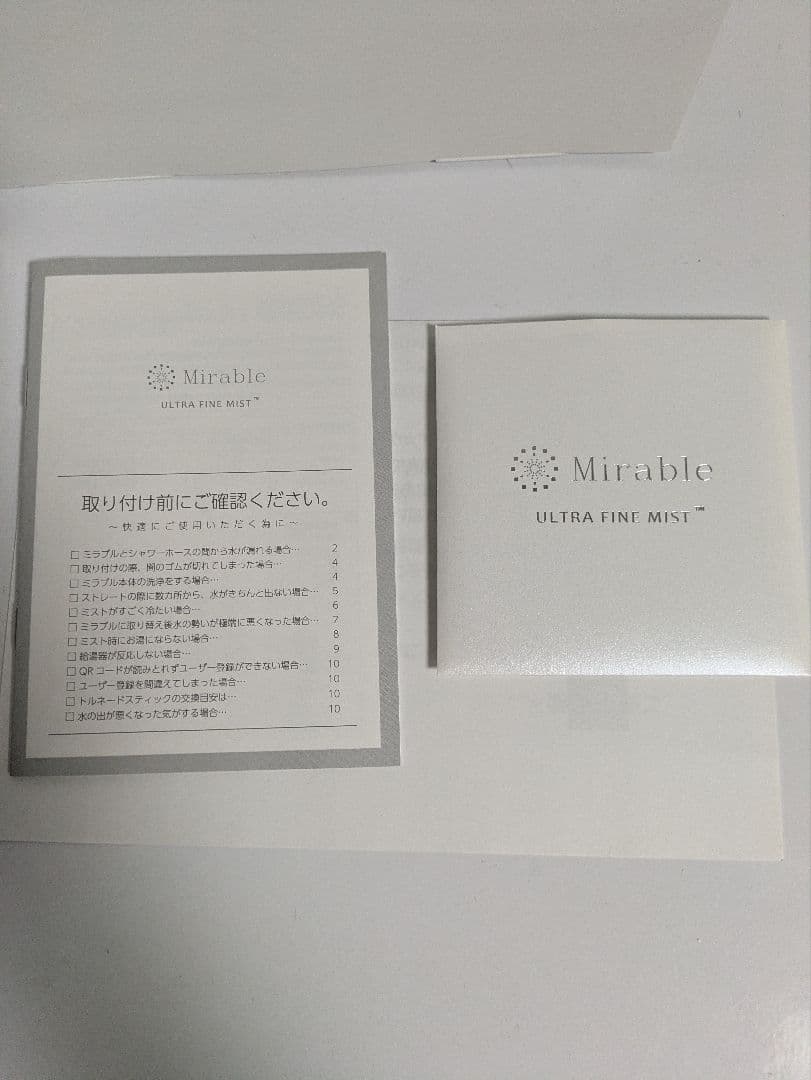 Mirable
ULTRA FINE MIST™
取り付け前にご確認ください。
～快適にご使用いただく為に～
□ ミラブルとシャワーホースの間から水が漏れる場合… 2
□ 取り付けの際、間のゴムが切れてしまった場合… 4
□ ミラブル本体の洗浄をする場合… 4
□ ストレートの際に数カ所から、水がきちんと出ない場合… 5
□ ミストがすごく冷たい場合… 6
□ ミラブルに取り替え後水の勢いが極端に悪くなった場合… 7
□ ミスト時にお湯にならない場合… 8
□ 給湯器が反応しない場合… 9
□ QRコードが読みとれずユーザー登録ができない場合… 10
□ ユーザー登録を間違えてしまった場合… 10
□ トルネードスティックの交換目安は… 10
□ 水の出が悪くなった気がする場合… 10
Mirable
ULTRA FINE MIST™